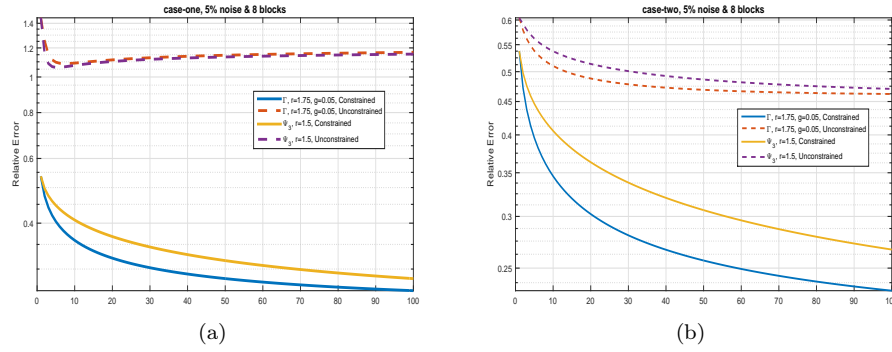 case-one, 5% noise & 8 blocks
1.4
1.2
1
0.8
0.6
0.4
Relative Error
Γ, r=1.75, g=0.05, Constrained
Γ, r=1.75, g=0.05, Unconstrained
Ψ3, r=1.5, Constrained
Ψ3, r=1.5, Unconstrained
0 10 20 30 40 50 60 70 80 90 100
(a)
case-two, 5% noise & 8 blocks
0.6
0.55
0.5
0.45
0.4
0.35
0.3
0.25
Relative Error
Γ, r=1.75, g=0.05, Constrained
Γ, r=1.75, g=0.05, Unconstrained
Ψ3, r=1.5, Constrained
Ψ3, r=1.5, Unconstrained
0 10 20 30 40 50 60 70 80 90 100
(b)